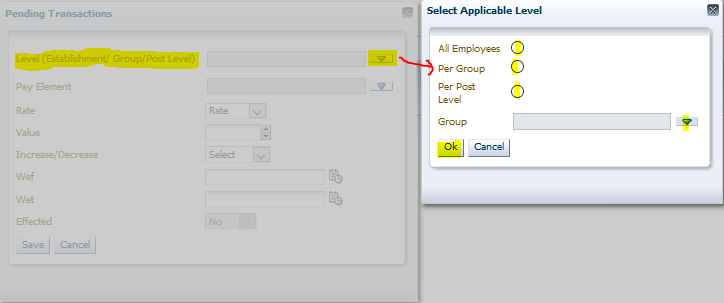 Pending Transactions
Level (Establishment/ Group/Post Level)
Pay Element
Rate Rate
Value
Increase/Decrease Select
Wef
Wet
Effected No
Save Cancel
Select Applicable Level
All Employees
Per Group
Per Post
Level
Group
Ok Cancel